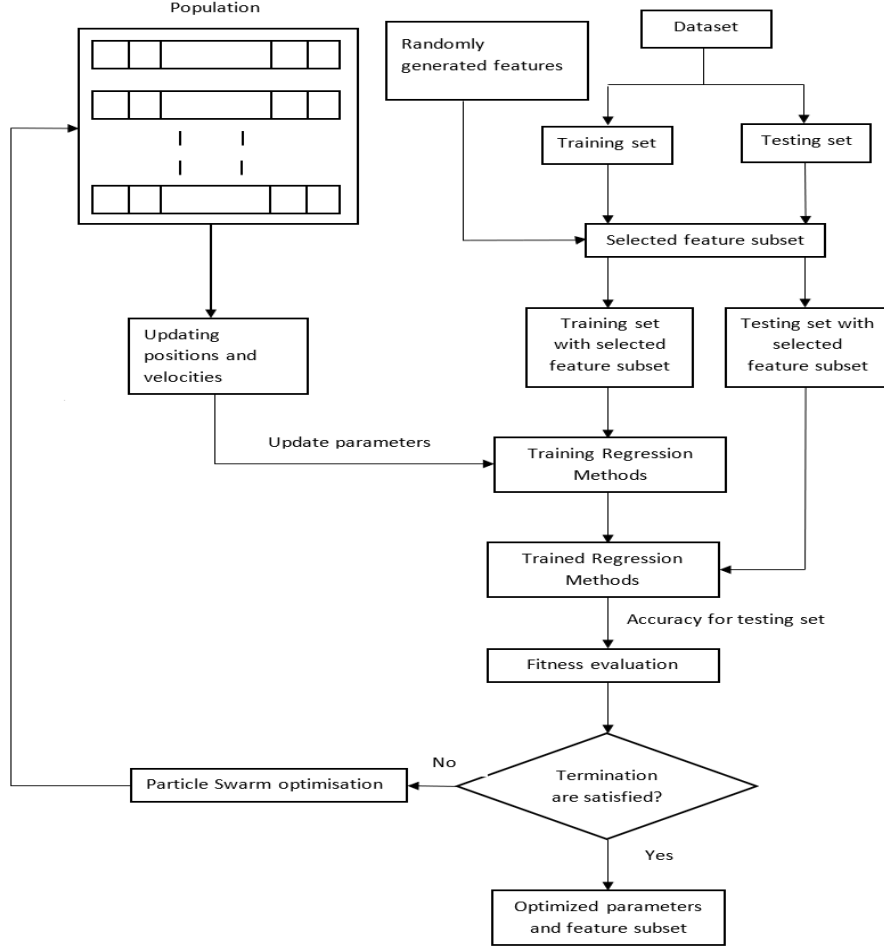 Population
Randomly
generated features
Dataset
Training set
Testing set
Selected feature subset
Updating
positions and
velocities
Training set
with selected
feature subset
Testing set with
selected
feature subset
Update parameters
Training Regression
Methods
Trained Regression
Methods
Accuracy for testing set
Fitness evaluation
Termination
are satisfied?
No
Particle Swarm optimisation
Yes
Optimized parameters
and feature subset